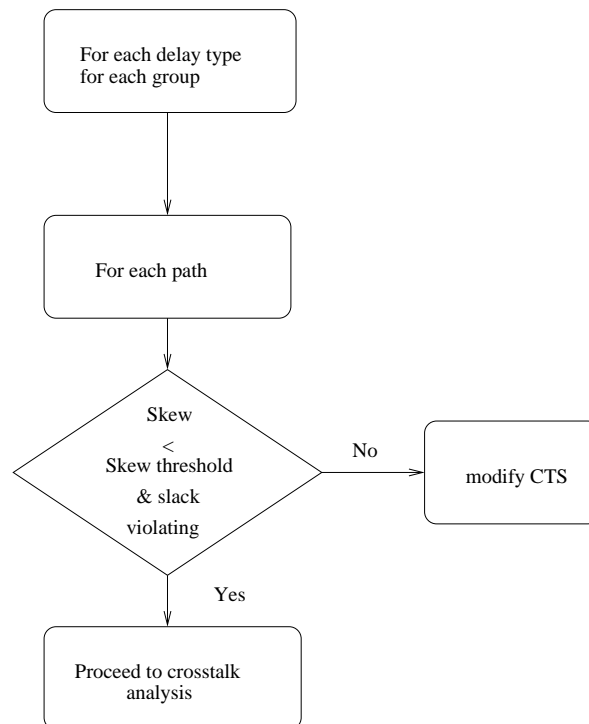 For each delay type
for each group
For each path
Skew
<
Skew threshold
& slack
violating
No
modify CTS
Yes
Proceed to crosstalk
analysis